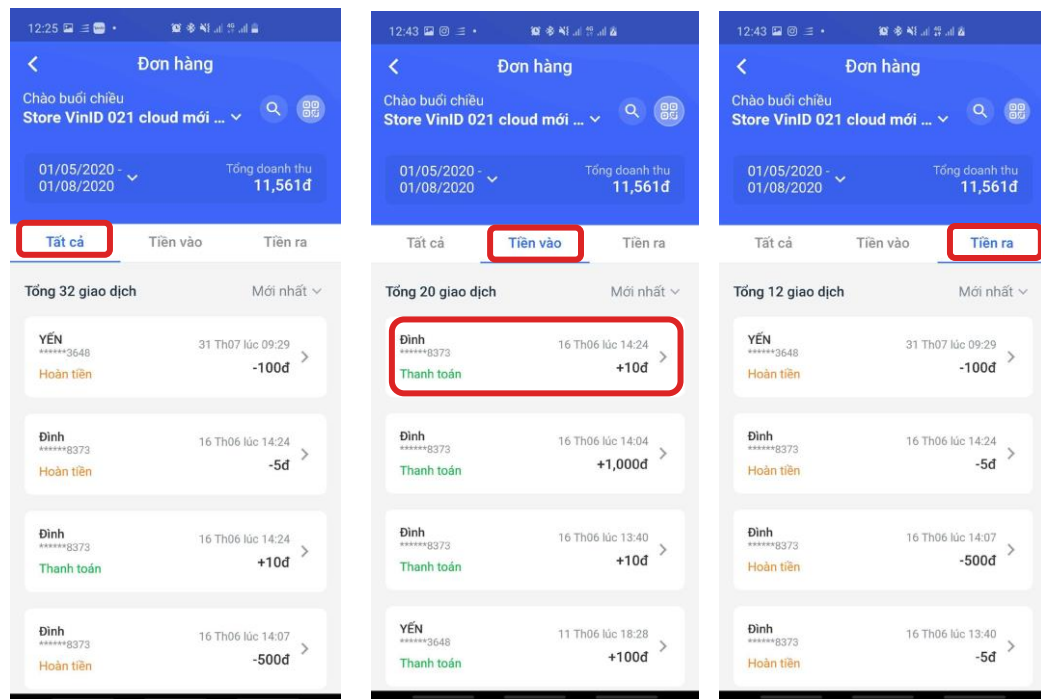 12:25
Đơn hàng
Chào buổi chiều
Store VinID 021 cloud mới ...
01/05/2020 -
01/08/2020
Tổng doanh thu
11,561đ
Tất cả Tiền vào Tiền ra
Tổng 32 giao dịch Mới nhất
YẾN
******3648
Hoàn tiền
31 Th07 lúc 09:29
-100đ
Đình
******8373
Hoàn tiền
16 Th06 lúc 14:24
-5đ
Đình
******8373
Thanh toán
16 Th06 lúc 14:24
+10đ
Đình
******8373
Hoàn tiền
16 Th06 lúc 14:07
-500đ
12:43
Đơn hàng
Chào buổi chiều
Store VinID 021 cloud mới ...
01/05/2020 -
01/08/2020
Tổng doanh thu
11,561đ
Tất cả Tiền vào Tiền ra
Tổng 20 giao dịch Mới nhất
Đình
******8373
Thanh toán
16 Th06 lúc 14:24
+10đ
Đình
******8373
Thanh toán
16 Th06 lúc 14:04
+1,000đ
Đình
******8373
Thanh toán
16 Th06 lúc 13:40
+10đ
YẾN
******3648
Thanh toán
11 Th06 lúc 18:28
+100đ
12:43
Đơn hàng
Chào buổi chiều
Store VinID 021 cloud mới ...
01/05/2020 -
01/08/2020
Tổng doanh thu
11,561đ
Tất cả Tiền vào Tiền ra
Tổng 12 giao dịch Mới nhất
YẾN
******3648
Hoàn tiền
31 Th07 lúc 09:29
-100đ
Đình
******8373
Hoàn tiền
16 Th06 lúc 14:24
-5đ
Đình
******8373
Hoàn tiền
16 Th06 lúc 14:07
-500đ
Đình
******8373
Hoàn tiền
16 Th06 lúc 13:40
-5đ